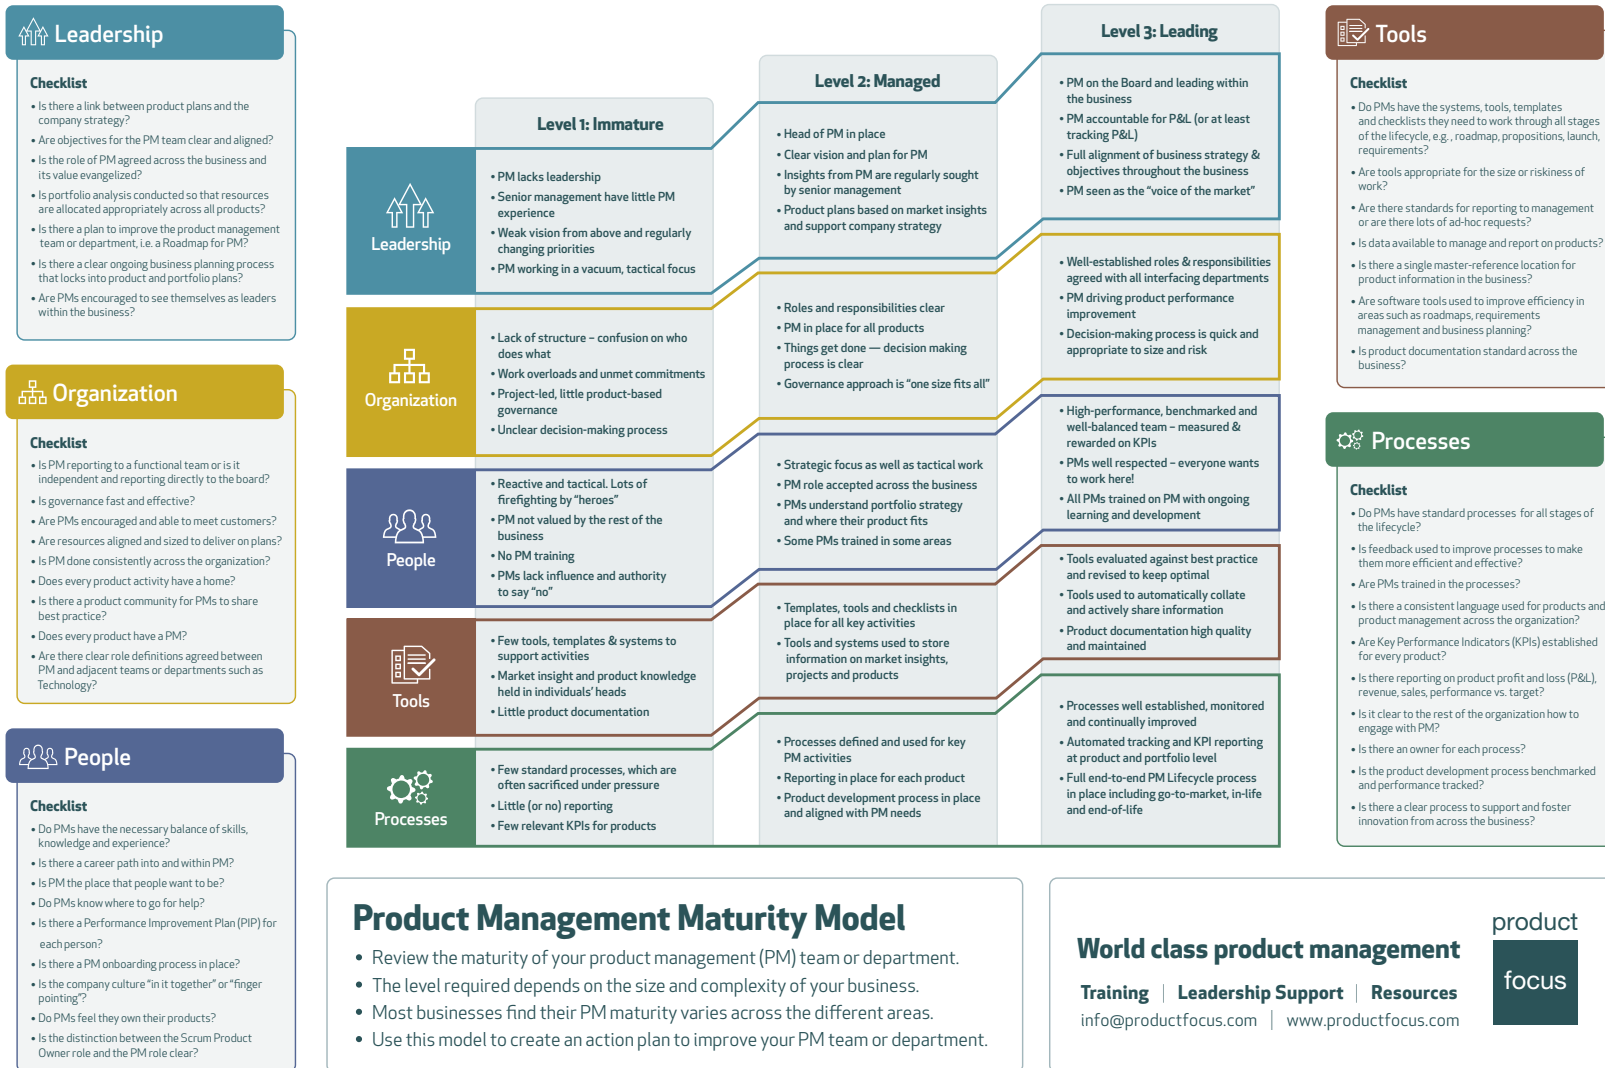 Leadership
Checklist
• Is there a link between product plans and the
company strategy?
• Are objectives for the PM team clear and aligned?
• Is the role of PM agreed across the business and
its value evangelized?
• Is portfolio analysis conducted so that resources
are allocated appropriately across all products?
• Is there a plan to improve the product management
team or department, i.e. a Roadmap for PM?
• Is there a clear ongoing business planning process
that locks into product and portfolio plans?
• Are PMs encouraged to see themselves as leaders
within the business?
Organization
Checklist
• Is PM reporting to a functional team or is it
independent and reporting directly to the board?
• Is governance fast and effective?
• Are PMs encouraged and able to meet customers?
• Are resources aligned and sized to deliver on plans?
• Is PM done consistently across the organization?
• Does every product activity have a home?
• Is there a product community for PMs to share
best practice?
• Does every product have a PM?
• Are there clear role definitions agreed between
PM and adjacent teams or departments such as
Technology?
People
Checklist
• Do PMs have the necessary balance of skills,
knowledge and experience?
• Is there a career path into and within PM?
• Is PM the place that people want to be?
• Do PMs know where to go for help?
• Is there a Performance Improvement Plan (PIP) for
each person?
• Is there a PM onboarding process in place?
• Is the company culture "in it together" or "finger
pointing"?
• Do PMs feel they own their products?
• Is the distinction between the Scrum Product
Owner role and the PM role clear?
Level 1: Immature
Level 2: Managed
Level 3: Leading
Leadership
• PM lacks leadership
• Senior management have little PM
experience
• Weak vision from above and regularly
changing priorities
• PM working in a vacuum, tactical focus
• Head of PM in place
• Clear vision and plan for PM
• Insights from PM are regularly sought
by senior management
• Product plans based on market insights
and support company strategy
• PM on the Board and leading within
the business
• PM accountable for P&L (or at least
tracking P&L)
• Full alignment of business strategy &
objectives throughout the business
• PM seen as the "voice of the market"
Organization
• Lack of structure – confusion on who
does what
• Work overloads and unmet commitments
• Project-led, little product-based
governance
• Unclear decision-making process
• Roles and responsibilities clear
• PM in place for all products
• Things get done — decision making
process is clear
• Governance approach is "one size fits all"
• Well-established roles & responsibilities
agreed with all interfacing departments
• PM driving product performance
improvement
• Decision-making process is quick and
appropriate to size and risk
People
• Reactive and tactical. Lots of
firefighting by "heroes"
• PM not valued by the rest of the
business
• No PM training
• PMs lack influence and authority
to say "no"
• Strategic focus as well as tactical work
• PM role accepted across the business
• PMs understand portfolio strategy
and where their product fits
• Some PMs trained in some areas
• High-performance, benchmarked and
well-balanced team – measured &
rewarded on KPIs
• PMs well respected – everyone wants
to work here!
• All PMs trained on PM with ongoing
learning and development
Tools
• Few tools, templates & systems to
support activities
• Market insight and product knowledge
held in individuals' heads
• Little product documentation
• Templates, tools and checklists in
place for all key activities
• Tools and systems used to store
information on market insights,
projects and products
• Tools evaluated against best practice
and revised to keep optimal
• Tools used to automatically collate
and actively share information
• Product documentation high quality
and maintained
Processes
• Few standard processes, which are
often sacrificed under pressure
• Little (or no) reporting
• Few relevant KPIs for products
• Processes defined and used for key
PM activities
• Reporting in place for each product
• Product development process in place
and aligned with PM needs
• Processes well established, monitored
and continually improved
• Automated tracking and KPI reporting
at product and portfolio level
• Full end-to-end PM Lifecycle process
in place including go-to-market, in-life
and end-of-life
Tools
Checklist
• Do PMs have the systems, tools, templates
and checklists they need to work through all stages
of the lifecycle, e.g., roadmap, propositions, launch,
requirements?
• Are tools appropriate for the size or riskiness of
work?
• Are there standards for reporting to management
or are there lots of ad-hoc requests?
• Is data available to manage and report on products?
• Is there a single master-reference location for
product information in the business?
• Are software tools used to improve efficiency in
areas such as roadmaps, requirements
management and business planning?
• Is product documentation standard across the
business?
Processes
Checklist
• Do PMs have standard processes for all stages of
the lifecycle?
• Is feedback used to improve processes to make
them more efficient and effective?
• Are PMs trained in the processes?
• Is there a consistent language used for products and
product management across the organization?
• Are Key Performance Indicators (KPIs) established
for every product?
• Is there reporting on product profit and loss (P&L),
revenue, sales, performance vs. target?
• Is it clear to the rest of the organization how to
engage with PM?
• Is there an owner for each process?
• Is the product development process benchmarked
and performance tracked?
• Is there a clear process to support and foster
innovation from across the business?
Product Management Maturity Model
• Review the maturity of your product management (PM) team or department.
• The level required depends on the size and complexity of your business.
• Most businesses find their PM maturity varies across the different areas.
• Use this model to create an action plan to improve your PM team or department.
World class product management
Training | Leadership Support | Resources
info@productfocus.com | www.productfocus.com
product
focus